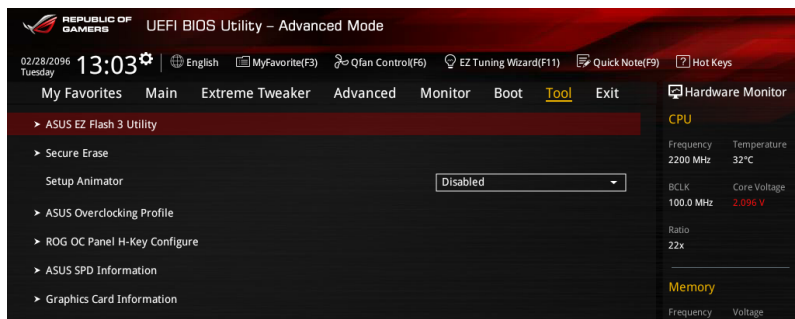 REPUBLIC OF
GAMERS
UEFI BIOS Utility – Advanced Mode
02/28/2096
Tuesday
13:03
English
MyFavorite(F3)
Qfan Control(F6)
EZ Tuning Wizard(F11)
Quick Note(F9)
? Hot Keys
My Favorites
Main
Extreme Tweaker
Advanced
Monitor
Boot
Tool
Exit
Hardware Monitor
ASUS EZ Flash 3 Utility
Secure Erase
Setup Animator
Disabled
ASUS Overclocking Profile
ROG OC Panel H-Key Configure
ASUS SPD Information
Graphics Card Information
CPU
Frequency Temperature
2200 MHz 32°C
BCLK Core Voltage
100.0 MHz 2.096 V
Ratio
22x
Memory
Frequency Voltage